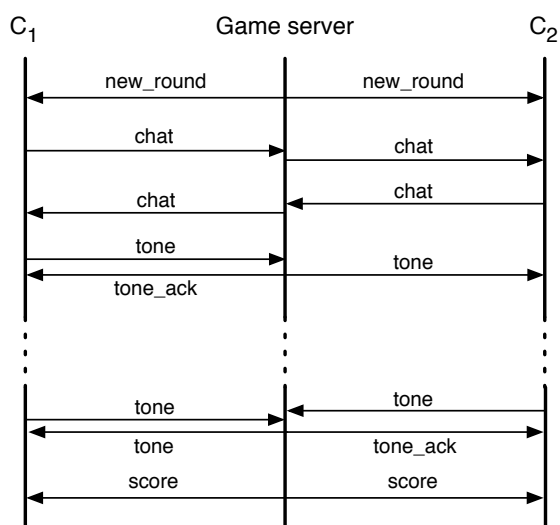 C1 Game server C2
new_round new_round
chat
chat
chat
chat
tone
tone
tone_ack
tone tone
tone tone_ack
score score